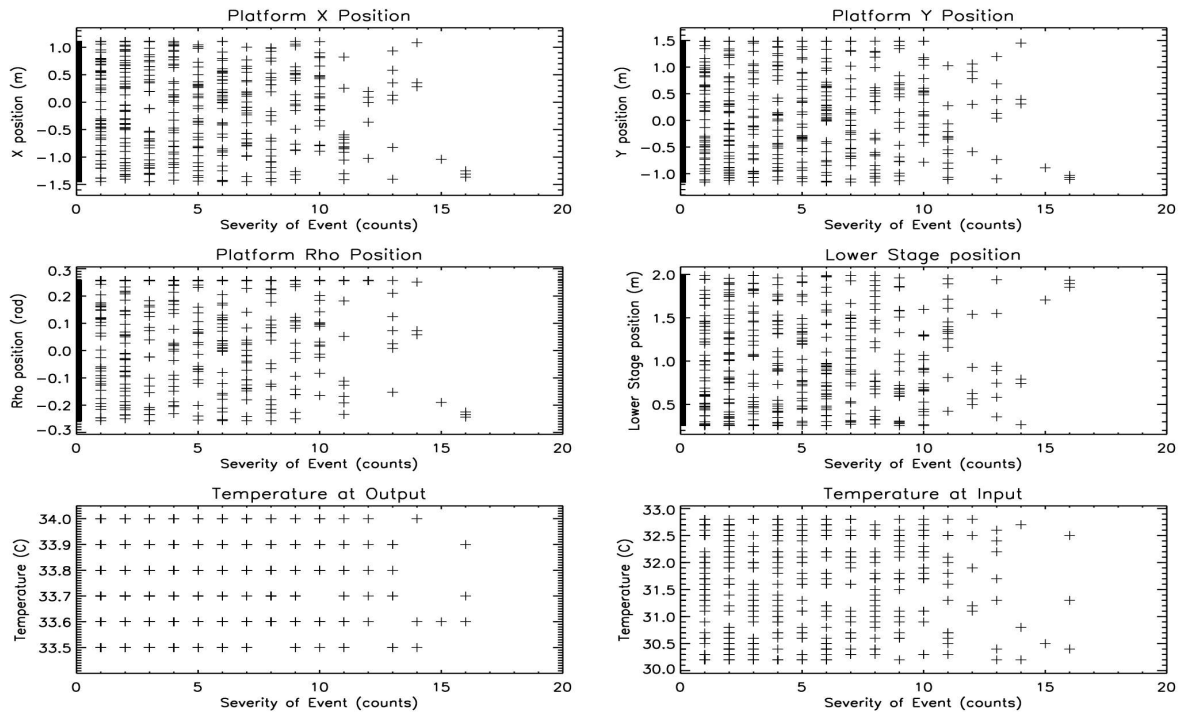 Platform X Position
X position (m)
1.0
0.5
0.0
−0.5
−1.0
−1.5
0 5 10 15 20
Severity of Event (counts)
Platform Y Position
Y position (m)
1.5
1.0
0.5
0.0
−0.5
−1.0
0 5 10 15 20
Severity of Event (counts)
Platform Rho Position
Rho position (rad)
0.3
0.2
0.1
0.0
−0.1
−0.2
−0.3
0 5 10 15 20
Severity of Event (counts)
Lower Stage position
Lower Stage position (m)
2.0
1.5
1.0
0.5
0 5 10 15 20
Severity of Event (counts)
Temperature at Output
Temperature (C)
34.0
33.9
33.8
33.7
33.6
33.5
0 5 10 15 20
Severity of Event (counts)
Temperature at Input
Temperature (C)
33.0
32.5
32.0
31.5
31.0
30.5
30.0
0 5 10 15 20
Severity of Event (counts)